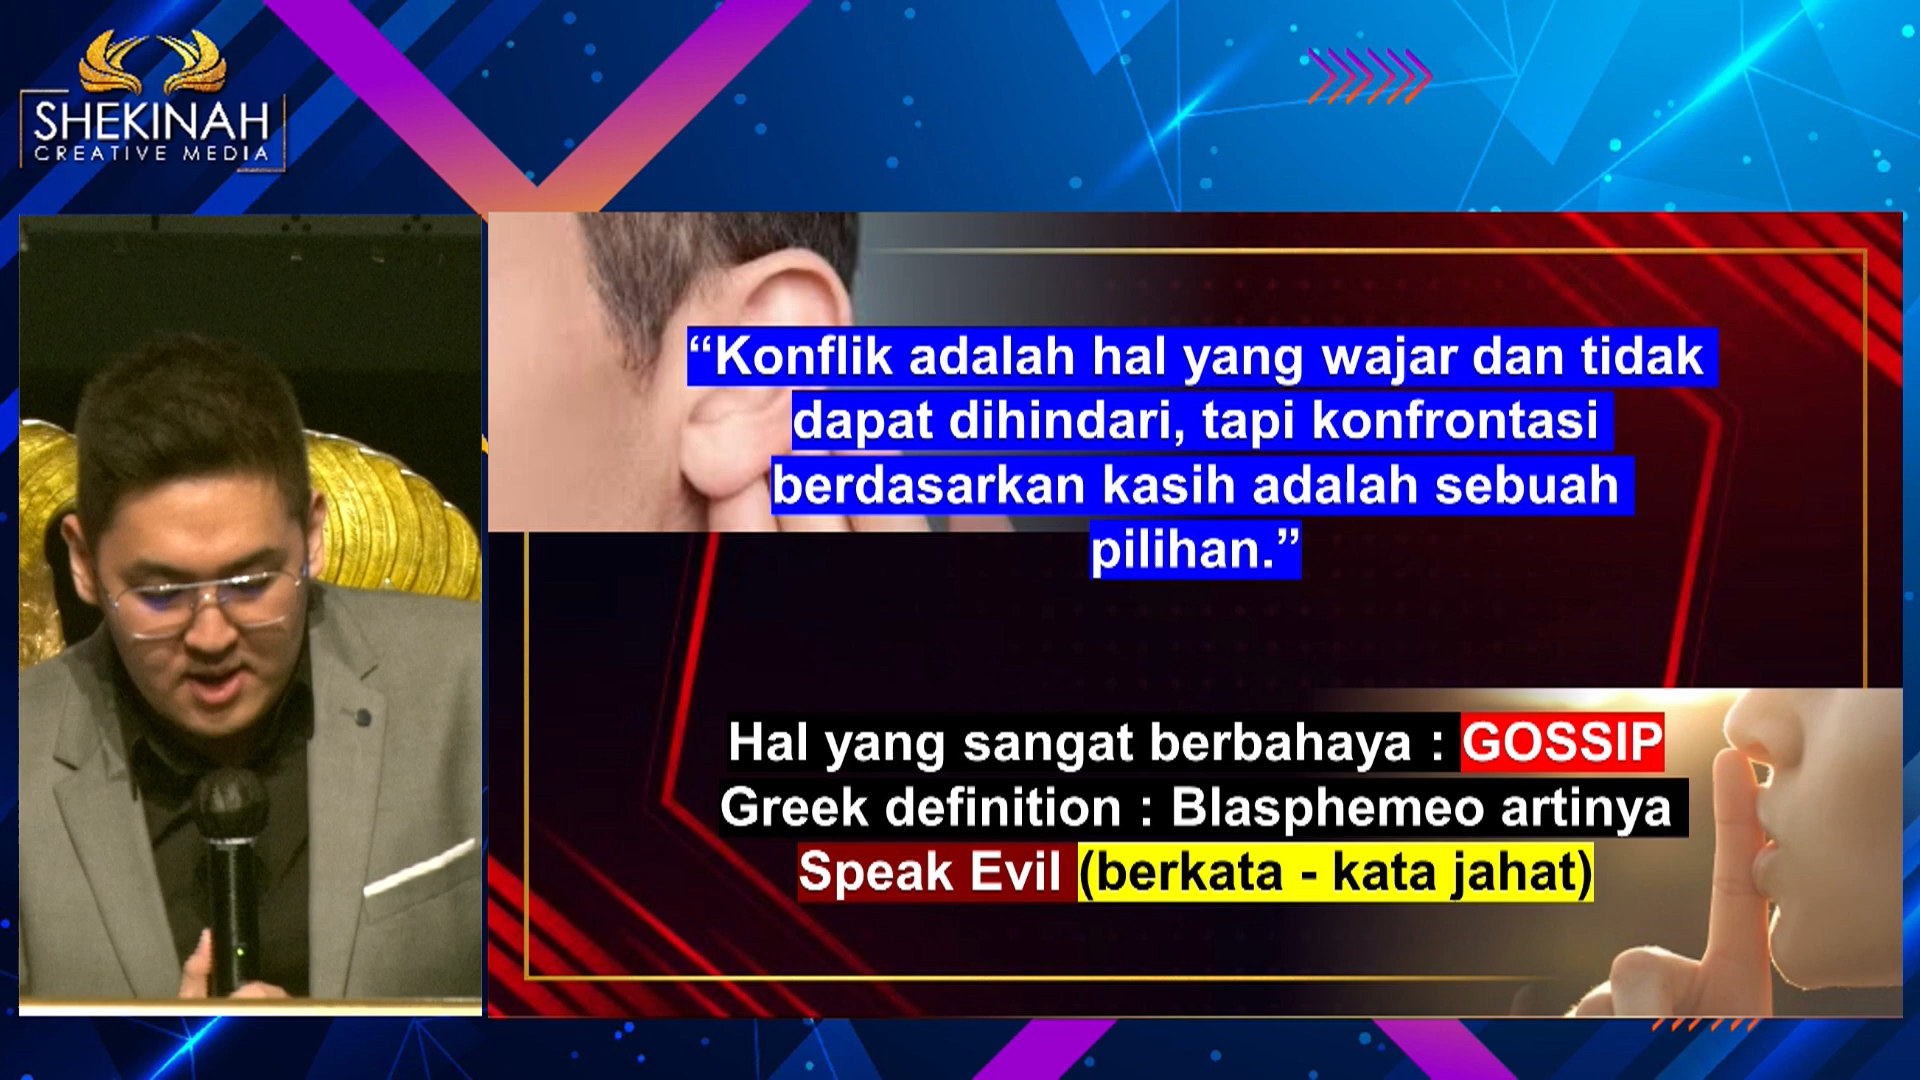 SHEKINAH
CREATIVE MEDIA
“Konflik adalah hal yang wajar dan tidak
dapat dihindari, tapi konfrontasi
berdasarkan kasih adalah sebuah
pilihan.”
Hal yang sangat berbahaya : GOSSIP
Greek definition : Blasphemeo artinya
Speak Evil (berkata - kata jahat)